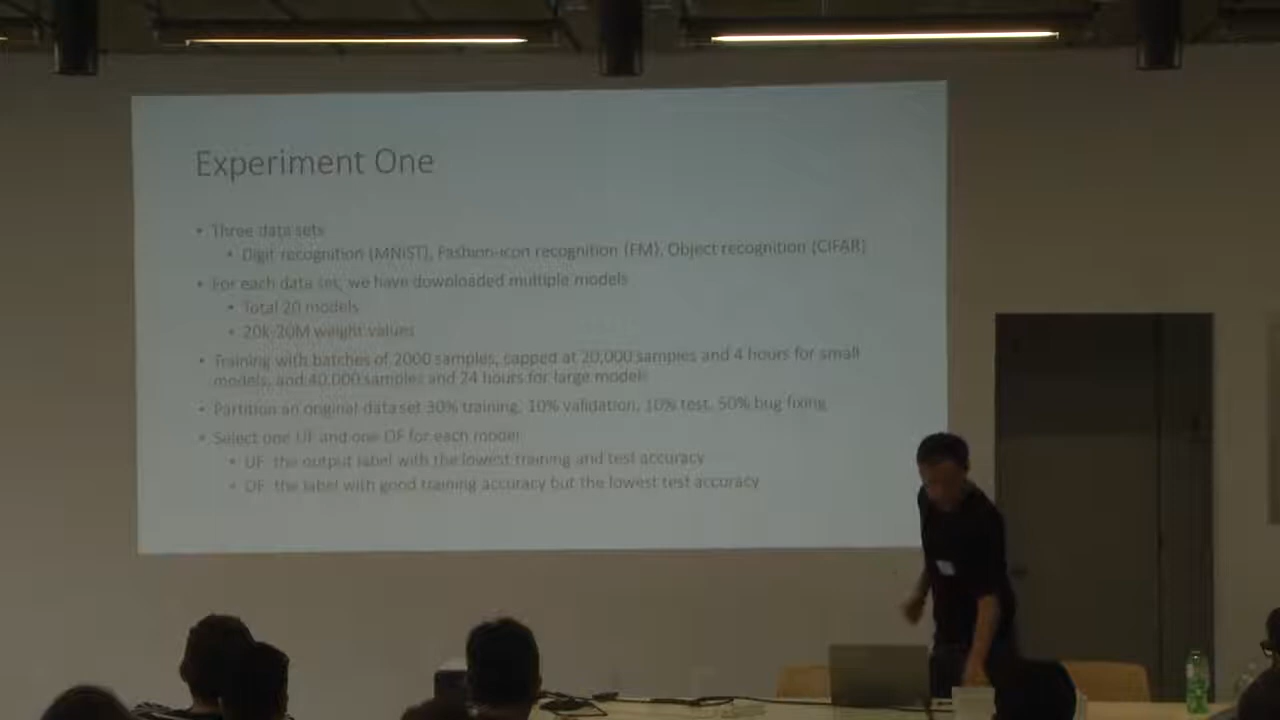 Experiment One
• Three data sets
• Digit recognition (MNIST), Fashion-icon recognition (FM), Object recognition (CIFAR)
• For each data set, we have downloaded multiple models
• Total 20 models
• 20k-20M weight values
• Training with batches of 2000 samples, capped at 20,000 samples and 4 hours for small
models, and 40,000 samples and 24 hours for large models
• Partition an original data set 30% training, 10% validation, 10% test, 50% bug fixing
• Select one UF and one OF for each model
• UF the output label with the lowest training and test accuracy
• OF the label with good training accuracy but the lowest test accuracy